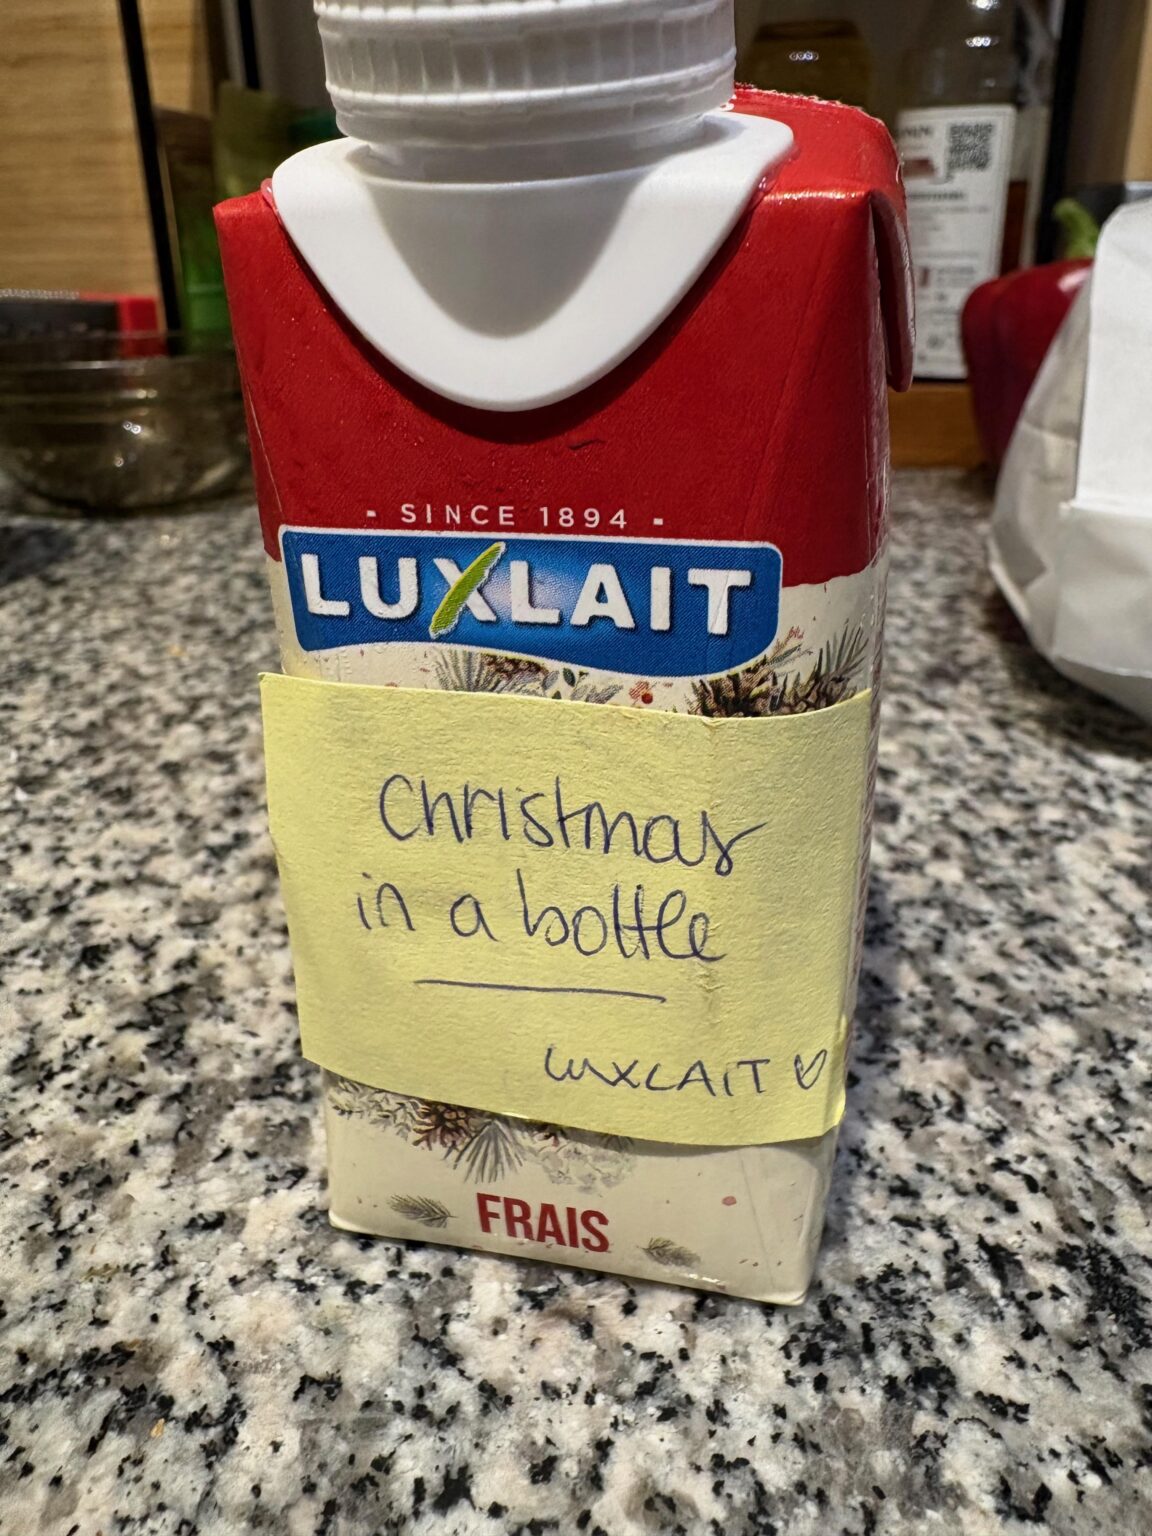 - SINCE 1894 -
LUXLAIT
Christmas
in a bottle
LUXLAIT ♡
FRAIS